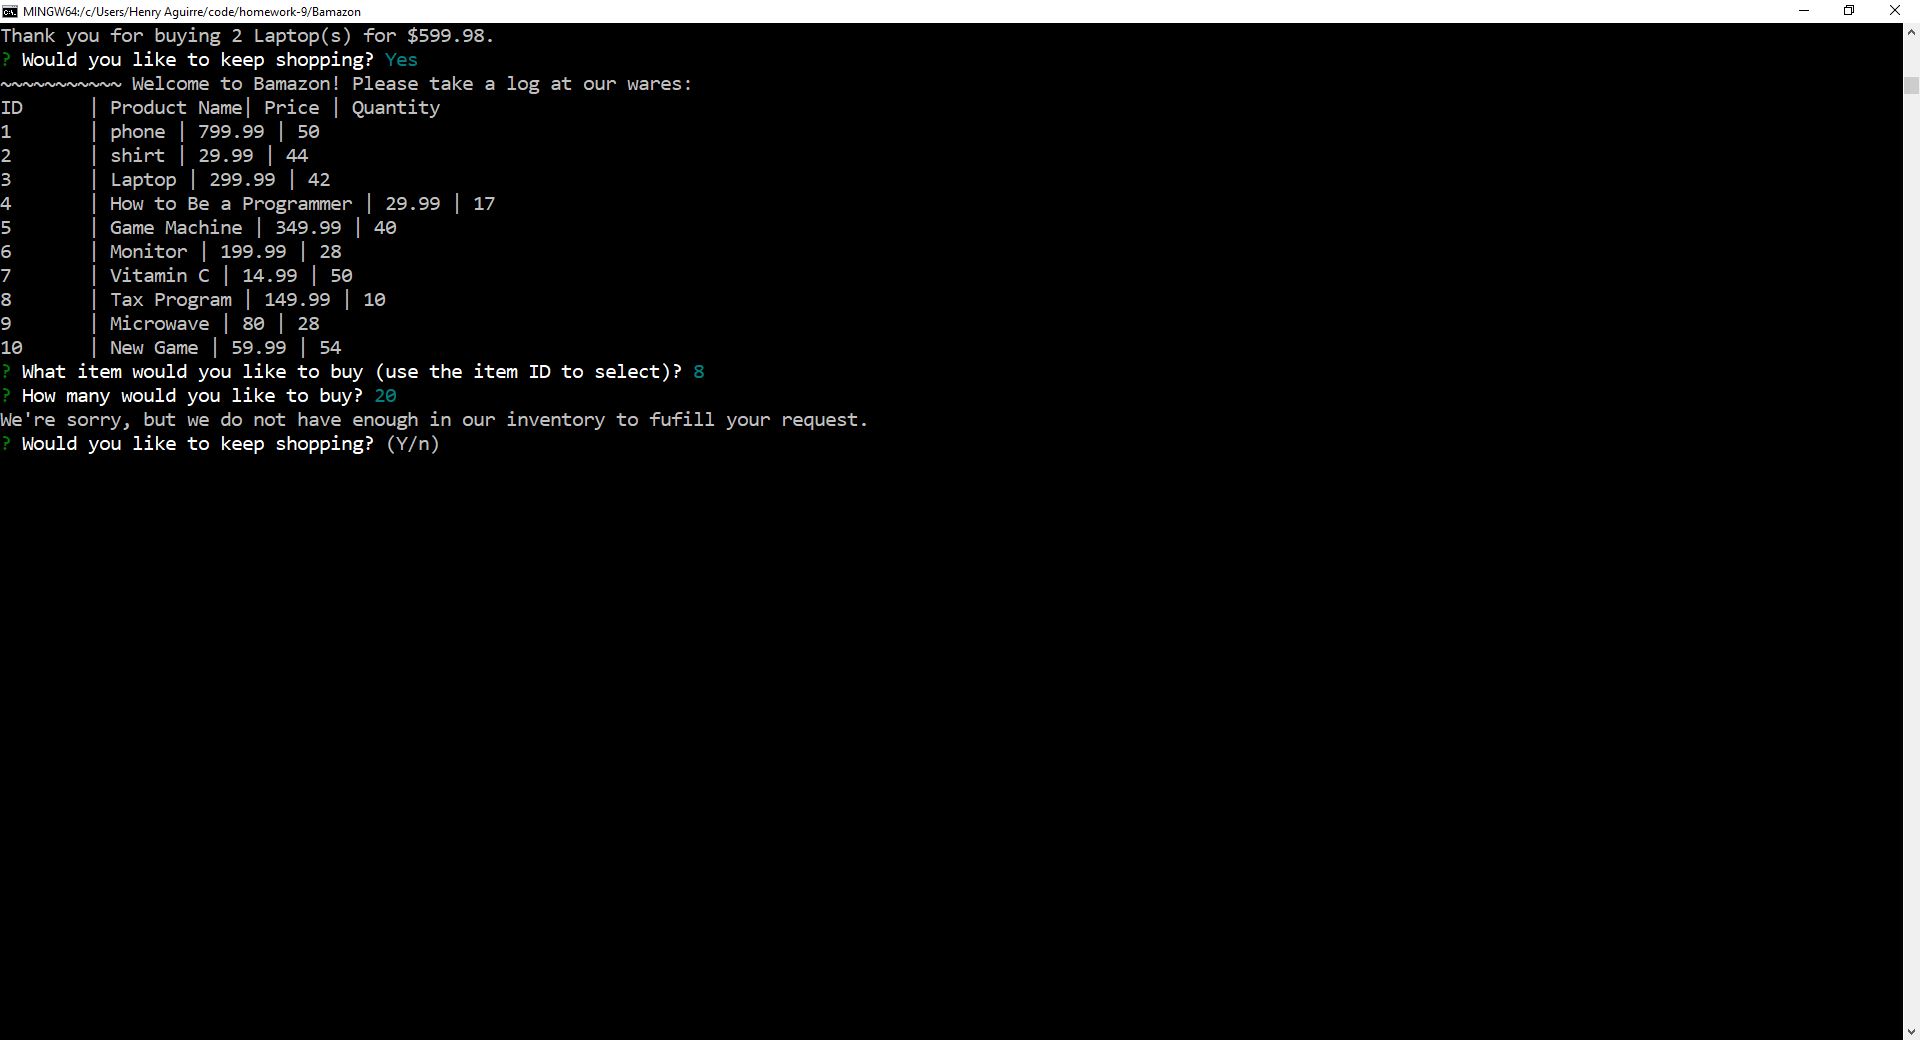 MINGW64:/c/Users/Henry Aguirre/code/homework-9/Bamazon
Thank you for buying 2 Laptop(s) for $599.98.
? Would you like to keep shopping? Yes
~~~~~~~~~~~ Welcome to Bamazon! Please take a log at our wares:
ID | Product Name| Price | Quantity
1 | phone | 799.99 | 50
2 | shirt | 29.99 | 44
3 | Laptop | 299.99 | 42
4 | How to Be a Programmer | 29.99 | 17
5 | Game Machine | 349.99 | 40
6 | Monitor | 199.99 | 28
7 | Vitamin C | 14.99 | 50
8 | Tax Program | 149.99 | 10
9 | Microwave | 80 | 28
10 | New Game | 59.99 | 54
? What item would you like to buy (use the item ID to select)? 8
? How many would you like to buy? 20
We're sorry, but we do not have enough in our inventory to fufill your request.
? Would you like to keep shopping? (Y/n)